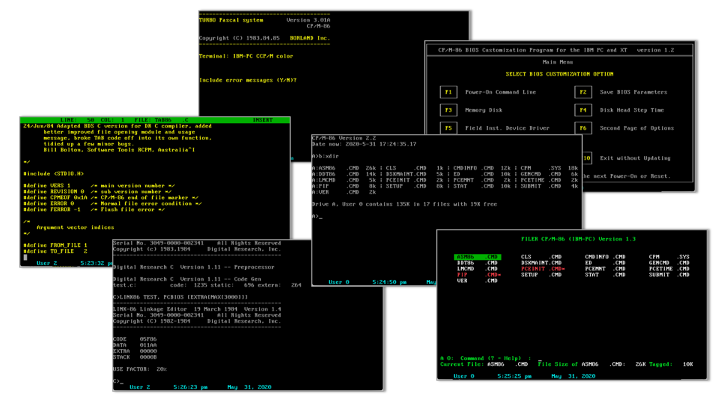 TURBO Pascal system Version 3.01A
CP/M-86
Copyright (C) 1983,84,85 BORLAND Inc.
Terminal: IBM-PC CCP/M color
Include error messages (Y/N)?
CP/M-86 BIOS Customization Program for the IBM PC and XT version 1.2
Main Menu
SELECT BIOS CUSTOMIZATION OPTION
F1 Power-On Command Line F2 Save BIOS Parameters
F3 Memory Disk F4 Disk Head Step Time
F5 Field Inst. Device Driver F6 Second Page of Options
10 Exit without Updating
he next Power-On or Reset.
LINE: 50 COL: 1 FILE: TABOS C INSERT
24/Jun/84 Adapted BDS C version for DR C compiler, added
better improved file opening module and usage
message, broke TAB code off into its own function,
tidied up a few minor bugs.
Bill Bolton, Software Tools RCPM, Australia"|
*/
#include <STDIO.H>
#define VERS 1 /* main version number */
#define REVISION 0 /* sub version number */
#define CPMEOF 0x1A /* CP/M-86 end of file marker */
#define ERROR 0 /* Normal file error condition */
#define FERROR -1 /* Flush file error */
/*
Argument vector indices
*/
#define FROM_FILE 1
#define TO_FILE 2
User 2 5:23:32 p
CP/M-86 Version 2.2
Date now: 2020-5-31 17:24:35.17
A>b:xdir
A:ASM86 .CMD 26k | CLS .CMD 1k | CMDINFO .CMD 12k | CPM .SYS 18k
A:DDT86 .CMD 14k | DSKMAINT.CMD 5k | ED .CMD 10k | GENCMD .CMD 6k
A:LMCMD .CMD 5k | PCEINIT .CMD 2k | PCEMNT .CMD 2k | PCETIME .CMD 2k
A:PIP .CMD 8k | SETUP .CMD 8k | STAT .CMD 10k | SUBMIT .CMD 4k
A:VER .CMD 2k
Drive A, User 0 contains 135K in 17 files with 19K free
A>_
User 0 5:24:50 pm May
Serial No. 3049-0000-002341 All Rights Reserved
Copyright (c) 1983,1984 Digital Research, Inc.
Digital Research C Version 1.11 -- Preprocessor
Digital Research C Version 1.11 -- Code Gen
test.c: code: 1235 static: 696 extern: 264
C>LINK86 TEST, PCBIOS [EXTRA[MAX[3000]]]
LINK-86 Linkage Editor 19 March 1984 Version 1.4
Serial No. 3049-0000-002341 All Rights Reserved
Copyright (C) 1982-1984 Digital Research, Inc.
CODE 05FB6
DATA 011AA
EXTRA 00000
STACK 00000
USE FACTOR: 20%
C>_
User 2 5:26:23 pm May 31, 2020
FILER CP/M-86 (IBM-PC) Version 1.3
ASM86 .CMD CLS .CMD CMDINFO .CMD CPM .SYS
DDT86 .CMD DSKMAINT.CMD ED .CMD GENCMD .CMD
LMCMD .CMD PCEINIT .CMD* PCEMNT .CMD PCETIME .CMD
PIP .CMD* SETUP .CMD STAT .CMD SUBMIT .CMD
VER .CMD
A 0: Command (? = Help) : _
Current File: ASM86 .CMD File Size of ASM86 .CMD: 26K Tagged: 10K
User 0 5:25:25 pm May 31, 2020